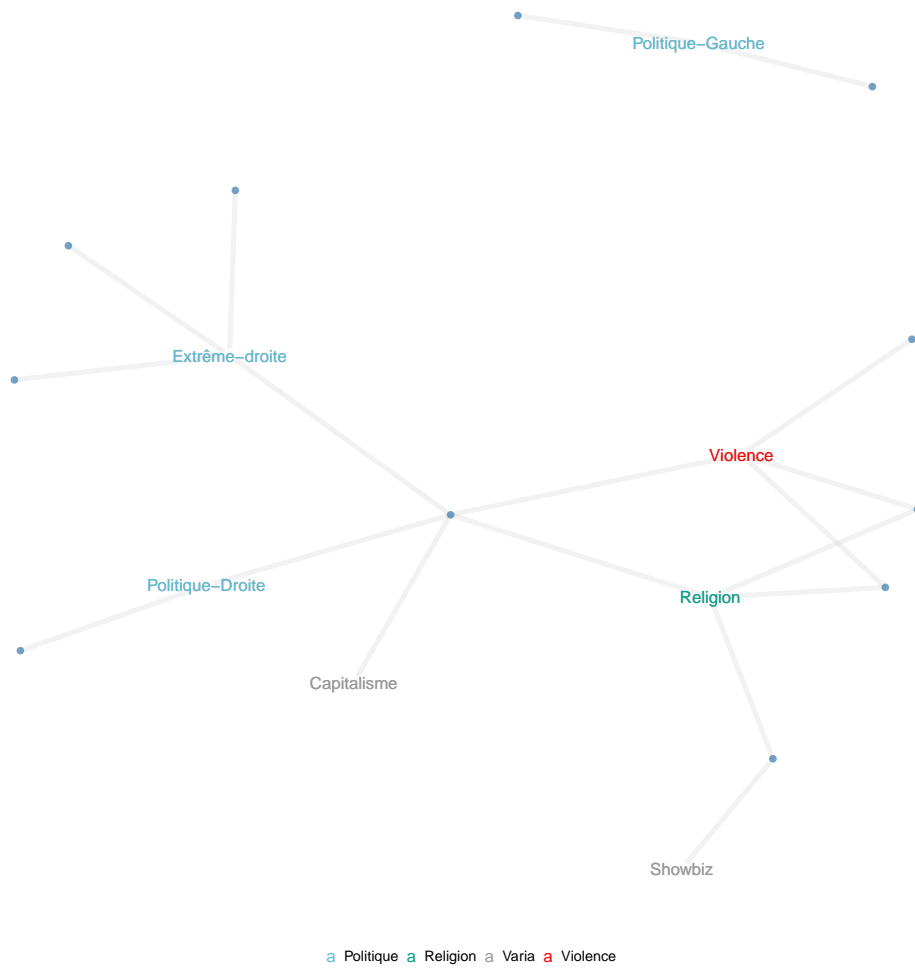 Politique–Gauche
Extrême–droite
Violence
Politique–Droite
Religion
Capitalisme
Showbiz
a Politique a Religion a Varia a Violence